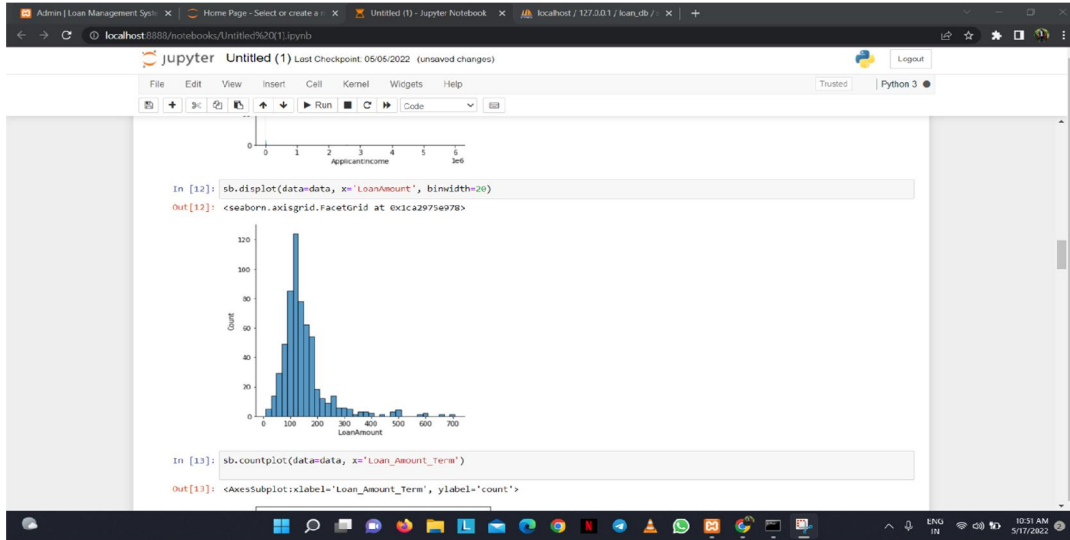 Admin | Loan Management Syst
Home Page - Select or create a n
Untitled (1) - Jupyter Notebook
localhost / 127.0.0.1 / loan_db /
localhost:8888/notebooks/Untitled%20(1).ipynb
jupyter Untitled (1) Last Checkpoint: 05/05/2022 (unsaved changes)
Logout
File Edit View Insert Cell Kernel Widgets Help
Trusted
Python 3
Run
Code
0
0 1 2 3 4 5 6
ApplicantIncome 1e6
In [12]: sb.displot(data=data, x='LoanAmount', binwidth=20)
Out[12]: <seaborn.axisgrid.FacetGrid at 0x1ca2975e978>
120
100
80
60
40
20
0
Count
0 100 200 300 400 500 600 700
LoanAmount
In [13]: sb.countplot(data=data, x='Loan_Amount_Term')
Out[13]: <AxesSubplot:xlabel='Loan_Amount_Term', ylabel='count'>
ENG
IN
10:51 AM
5/17/2022